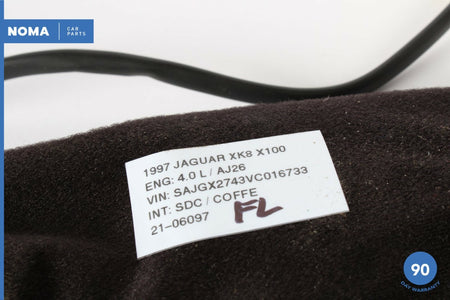 NOMA CAR PARTS
1997 JAGUAR XK8 X100
ENG: 4.0 L / AJ26
VIN: SAJGX2743VC016733
INT: SDC / COFFE
21-06097 FL
90
DAY WARRANTY